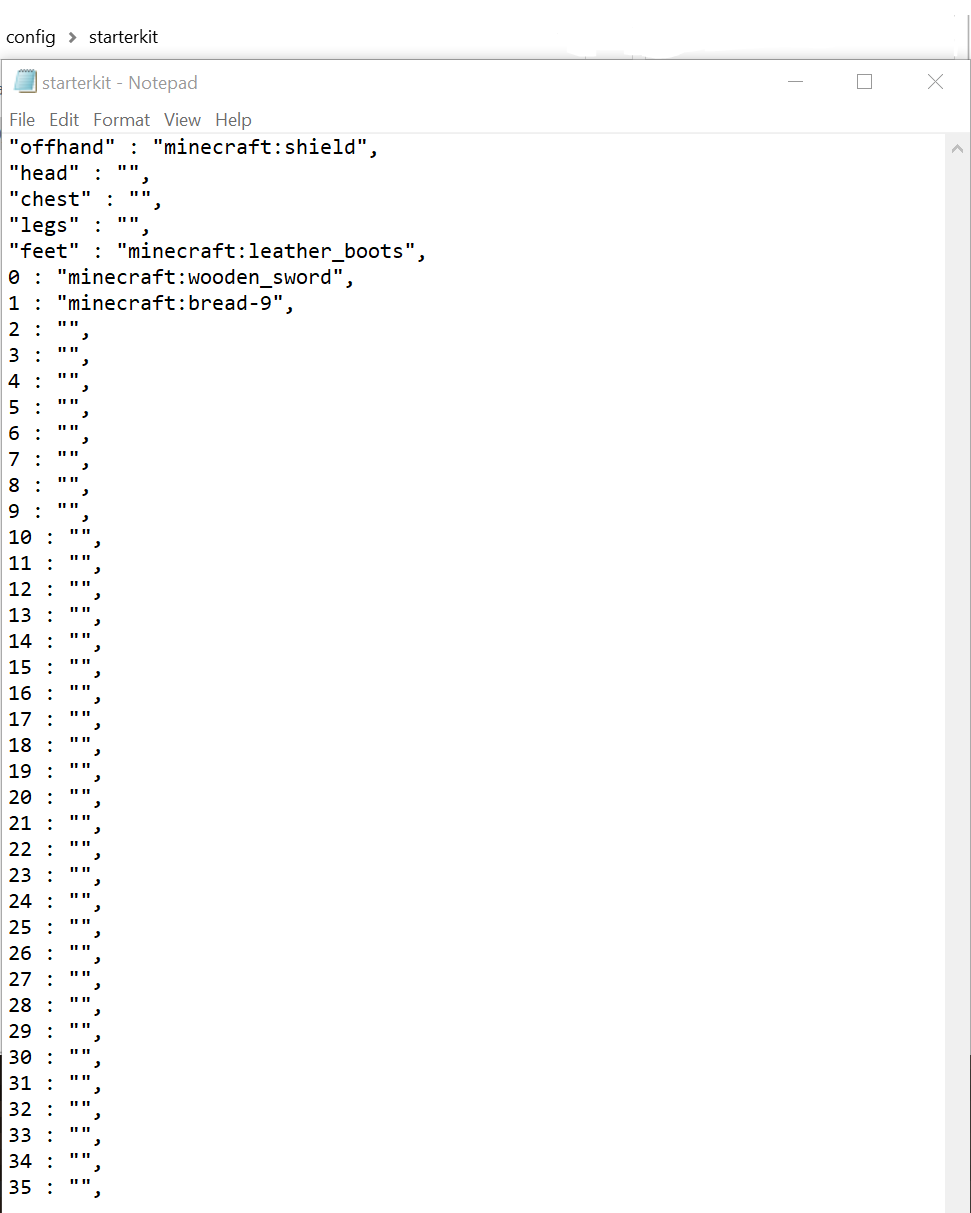 config > starterkit
starterkit - Notepad
File Edit Format View Help
"offhand" : "minecraft:shield",
"head" : "",
"chest" : "",
"legs" : "",
"feet" : "minecraft:leather_boots",
0 : "minecraft:wooden_sword",
1 : "minecraft:bread-9",
2 : "",
3 : "",
4 : "",
5 : "",
6 : "",
7 : "",
8 : "",
9 : "",
10 : "",
11 : "",
12 : "",
13 : "",
14 : "",
15 : "",
16 : "",
17 : "",
18 : "",
19 : "",
20 : "",
21 : "",
22 : "",
23 : "",
24 : "",
25 : "",
26 : "",
27 : "",
28 : "",
29 : "",
30 : "",
31 : "",
32 : "",
33 : "",
34 : "",
35 : "",